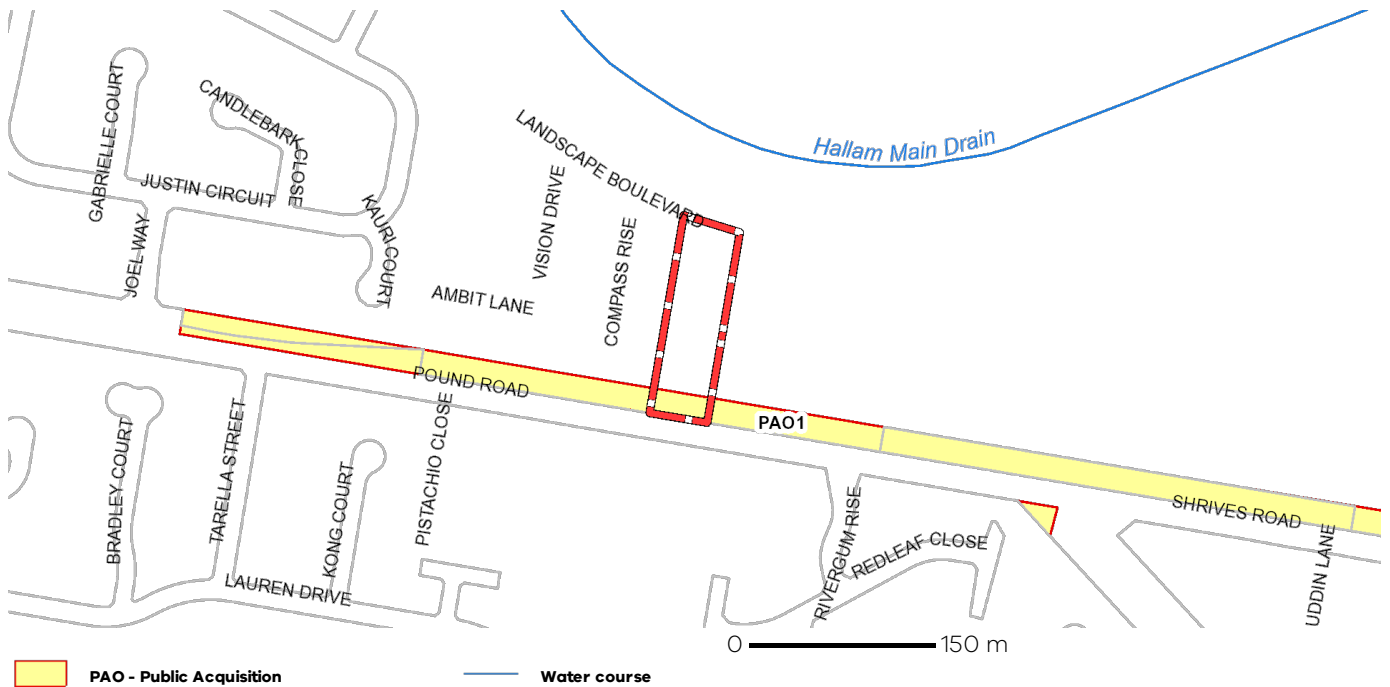 GABRIELLE COURT
CANDLEBARK CLOSE
JUSTIN CIRCUIT
JOEL WAY
KAURI COURT
LANDSCAPE BOULEVARD
VISION DRIVE
COMPASS RISE
AMBIT LANE
Hallam Main Drain
POUND ROAD
PAO1
BRADLEY COURT
TARELLA STREET
KONG COURT
PISTACHIO CLOSE
LAUREN DRIVE
RIVERGUM RISE
REDLEAF CLOSE
SHRIVES ROAD
UDDIN LANE
0 150 m
PAO - Public Acquisition
Water course